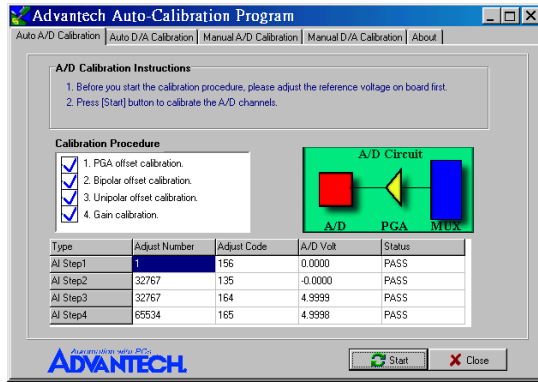 Advantech Auto-Calibration Program
Auto A/D Calibration Auto D/A Calibration Manual A/D Calibration Manual D/A Calibration About
A/D Calibration Instructions
1. Before you start the calibration procedure, please adjust the reference voltage on board first.
2. Press [Start] button to calibrate the A/D channels.
Calibration Procedure
1. PGA offset calibration.
2. Bipolar offset calibration.
3. Unipolar offset calibration.
4. Gain calibration.
A/D Circuit
A/D PGA MUX
Type Adjust Number Adjust Code A/D Volt Status
AI Step1 1 156 0.0000 PASS
AI Step2 32767 135 -0.0000 PASS
AI Step3 32767 164 4.9999 PASS
AI Step4 65534 165 4.9998 PASS
Automation with PCs
ADVANTECH
Start Close